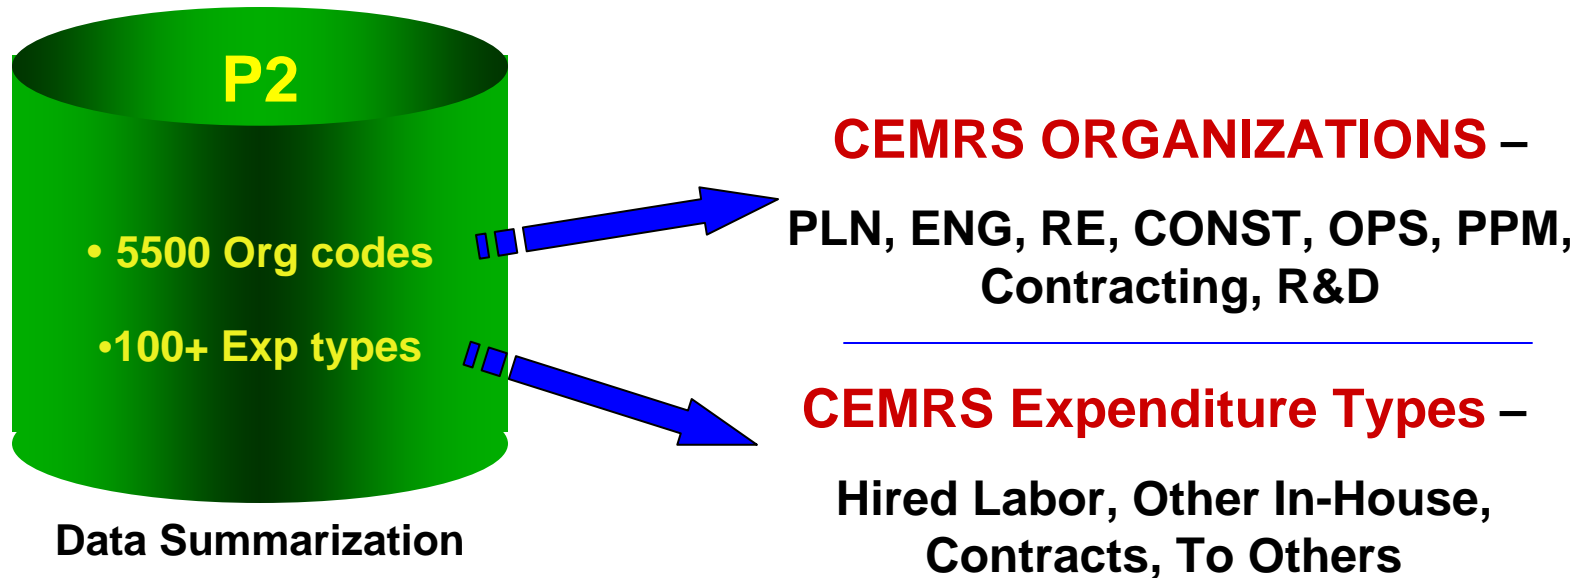 P2
• 5500 Org codes
•100+ Exp types
Data Summarization
CEMRS ORGANIZATIONS –
PLN, ENG, RE, CONST, OPS, PPM,
Contracting, R&D
CEMRS Expenditure Types –
Hired Labor, Other In-House,
Contracts, To Others